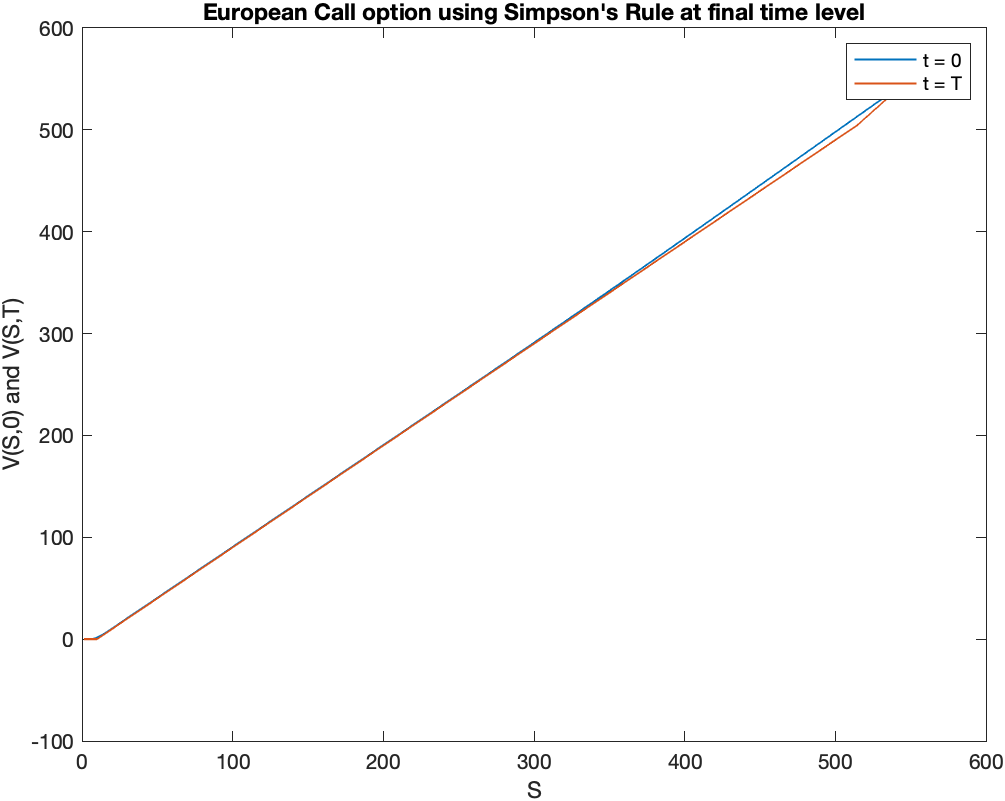 European Call option using Simpson's Rule at final time level
600
500
400
300
200
100
0
-100
V(S,0) and V(S,T)
t = 0
t = T
0 100 200 300 400 500 600
S